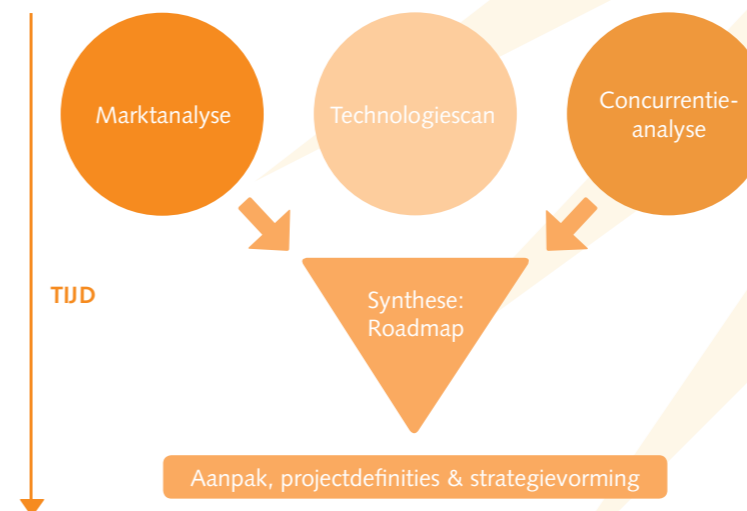 Marktanalyse
Technologiescan
Concurrentie-
analyse
TIJD
Synthese:
Roadmap
Aanpak, projectdefinities & strategievorming